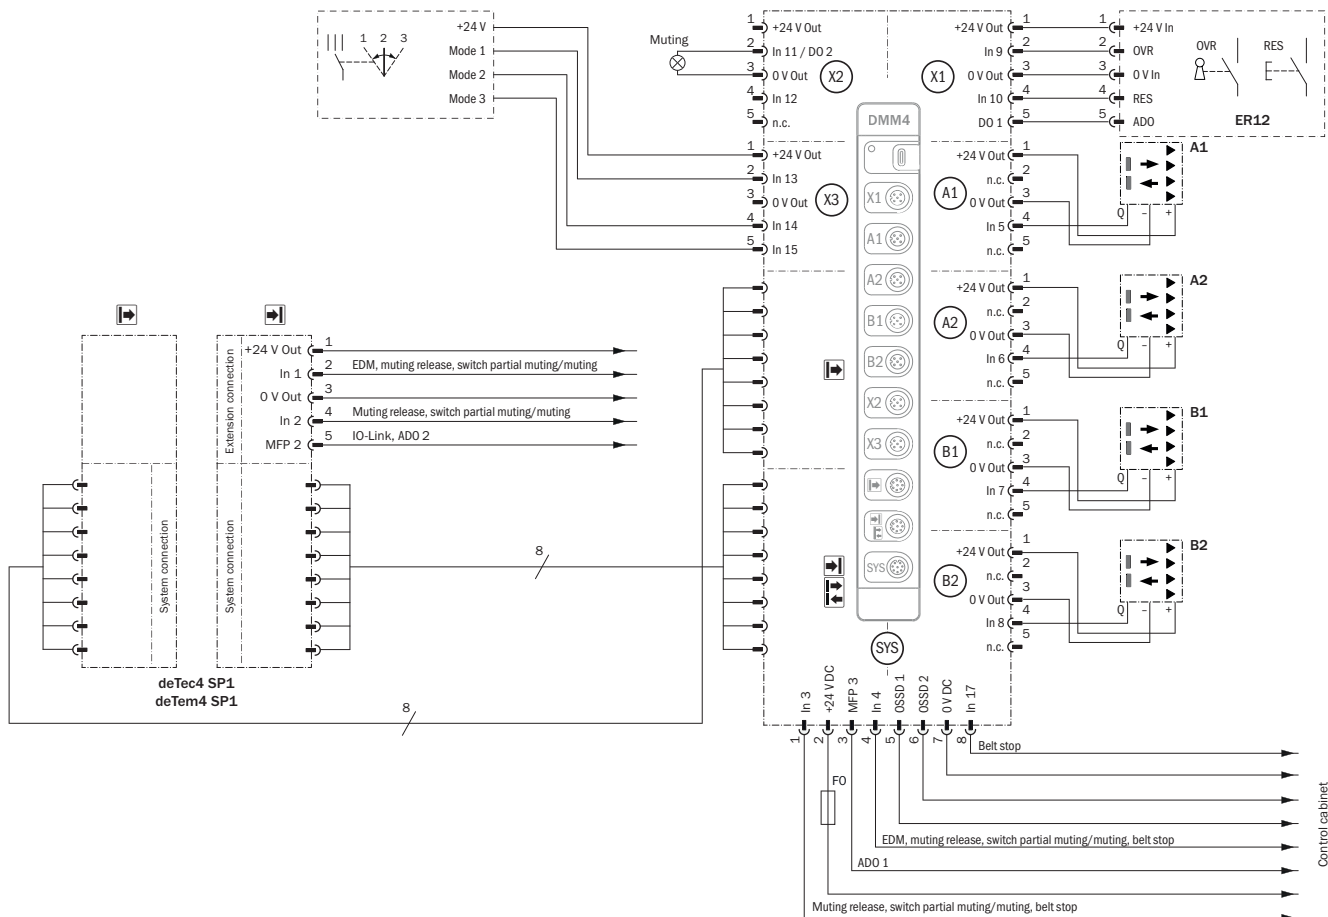 +24 V
Mode 1
Mode 2
Mode 3
1 2 3
Muting
1 +24 V Out
2 In 11 / DO 2
3 0 V Out
4 In 12
5 n.c.
X2
+24 V Out 1
In 9 2
0 V Out 3
In 10 4
DO 1 5
X1
1 +24 V In
2 OVR
3 0 V In
4 RES
5 ADO
OVR RES
ER12
1 +24 V Out
2 In 13
3 0 V Out
4 In 14
5 In 15
X3
DMM4
X1
A1
A2
B1
B2
X2
X3
SYS
+24 V Out 1
n.c. 2
0 V Out 3
In 5 4
n.c. 5
A1
A1
Q – +
+24 V Out 1
n.c. 2
0 V Out 3
In 6 4
n.c. 5
A2
A2
Q – +
+24 V Out 1
n.c. 2
0 V Out 3
In 7 4
n.c. 5
B1
B1
Q – +
+24 V Out 1
n.c. 2
0 V Out 3
In 8 4
n.c. 5
B2
B2
Q – +
Extension connection
+24 V Out 1
In 1 2 EDM, muting release, switch partial muting/muting
0 V Out 3
In 2 4 Muting release, switch partial muting/muting
MFP 2 5 IO-Link, ADO 2
System connection
System connection
8
deTec4 SP1
deTem4 SP1
8
SYS
In 3
+24 V DC
MFP 3
In 4
OSSD 1
OSSD 2
0 V DC
In 17
1 2 3 4 5 6 7 8
Belt stop
F0
EDM, muting release, switch partial muting/muting, belt stop
ADO 1
Muting release, switch partial muting/muting, belt stop
Control cabinet